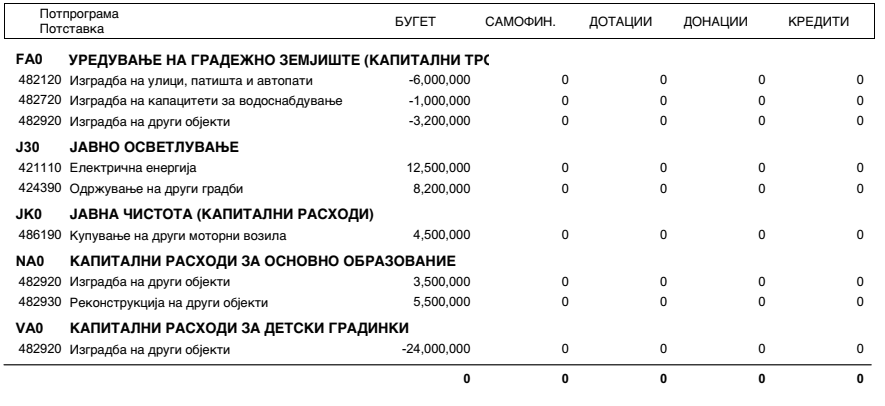 Потпрограма
Потставка БУГЕТ САМОФИН. ДОТАЦИИ ДОНАЦИИ КРЕДИТИ
FA0 УРЕДУВАЊЕ НА ГРАДЕЖНО ЗЕМЈИШТЕ (КАПИТАЛНИ ТРО
482120 Изградба на улици, патишта и автопати -6,000,000 0 0 0 0
482720 Изградба на капацитети за водоснабдување -1,000,000 0 0 0 0
482920 Изградба на други објекти -3,200,000 0 0 0 0
J30 ЈАВНО ОСВЕТЛУВАЊЕ
421110 Електрична енергија 12,500,000 0 0 0 0
424390 Одржување на други градби 8,200,000 0 0 0 0
JK0 ЈАВНА ЧИСТОТА (КАПИТАЛНИ РАСХОДИ)
486190 Купување на други моторни возила 4,500,000 0 0 0 0
NA0 КАПИТАЛНИ РАСХОДИ ЗА ОСНОВНО ОБРАЗОВАНИЕ
482920 Изградба на други објекти 3,500,000 0 0 0 0
482930 Реконструкција на други објекти 5,500,000 0 0 0 0
VA0 КАПИТАЛНИ РАСХОДИ ЗА ДЕТСКИ ГРАДИНКИ
482920 Изградба на други објекти -24,000,000 0 0 0 0
0 0 0 0 0